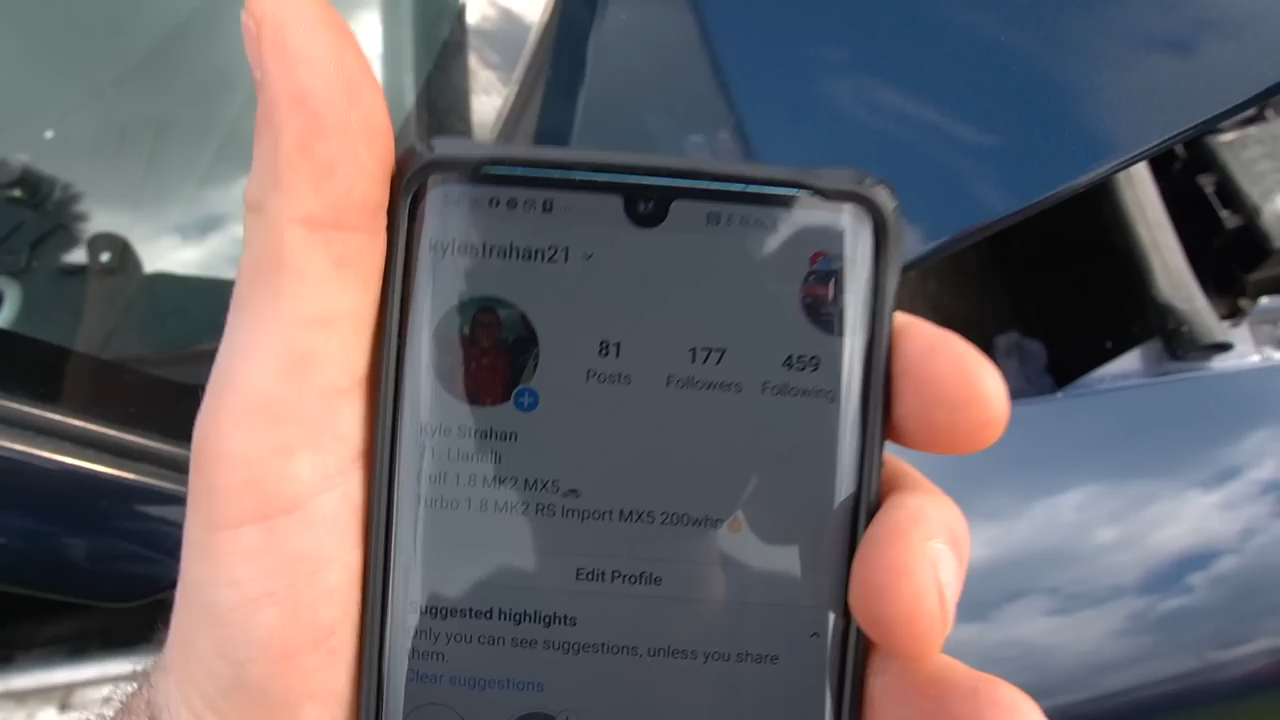 kylestrahan21
81 177 459
Posts Followers Following
Kyle Strahan
21, Llanelli
Gulf 1.8 MK2 MX5
Turbo 1.8 MK2 RS Import MX5 200whp
Edit Profile
Suggested highlights
Only you can see suggestions, unless you share
them.
Clear suggestions